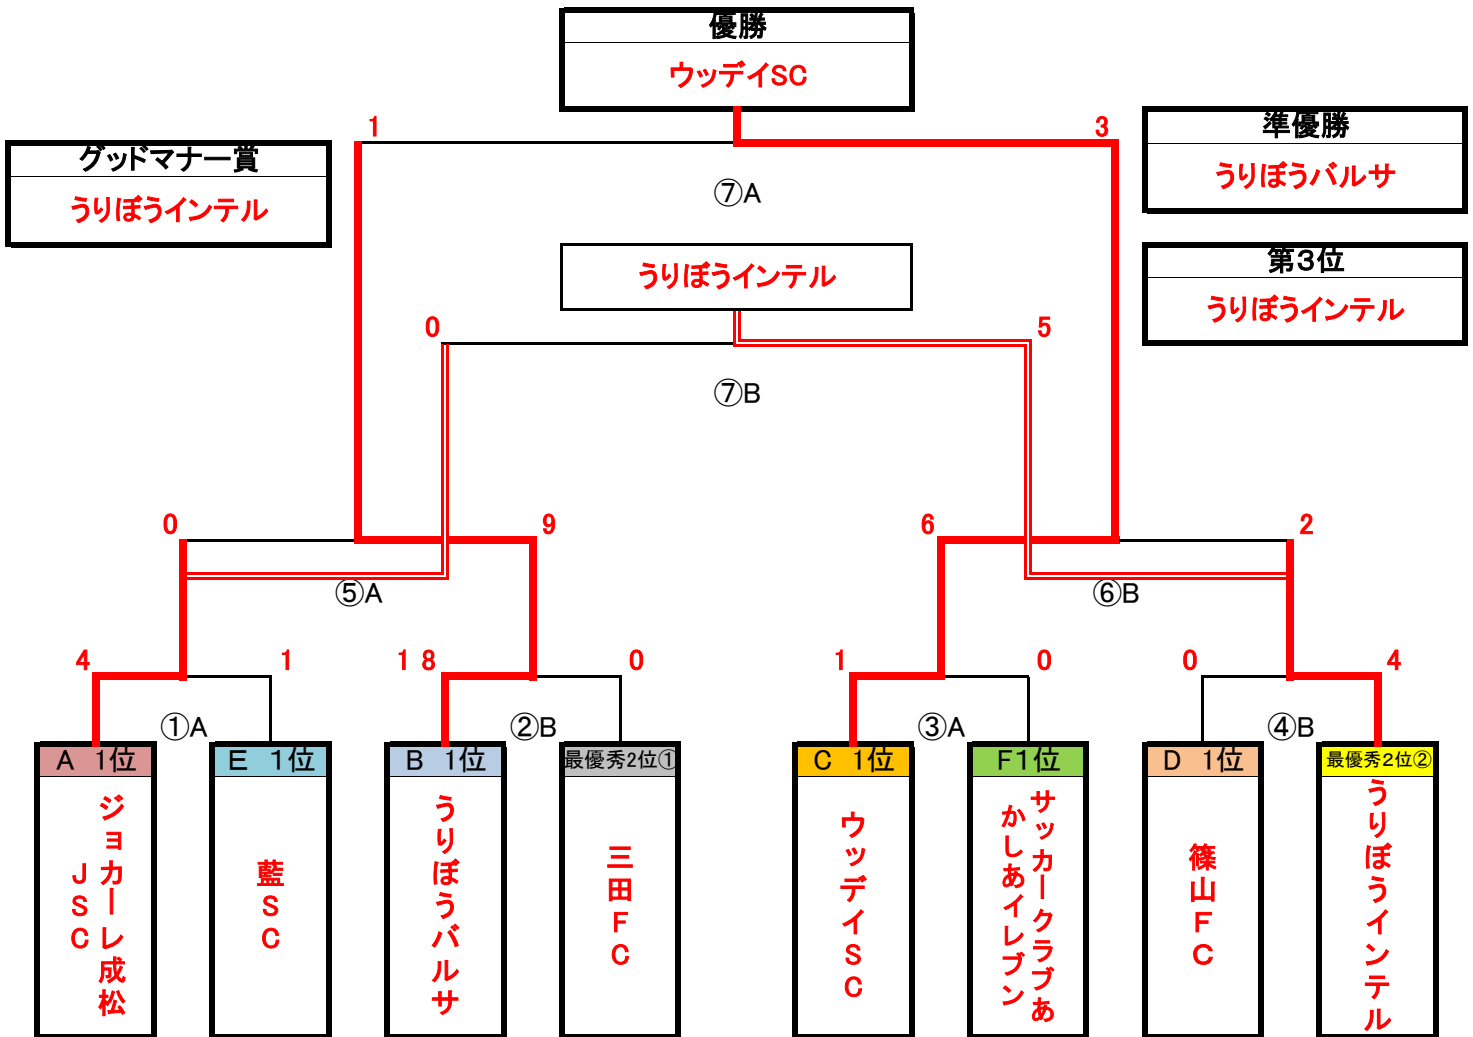 優勝
ウッディSC
1
3
グッドマナー賞
うりぼうインテル
準優勝
うりぼうバルサ
⑦A
うりぼうインテル
第3位
うりぼうインテル
0
5
⑦B
0
9
6
2
⑤A
⑥B
4
1
18
0
1
0
0
4
①A
②B
③A
④B
A 1位
E 1位
B 1位
最優秀2位①
C 1位
F1位
D 1位
最優秀2位②
ジョカーレ成松
JSC
藍SC
うりぼうバルサ
三田FC
ウッディSC
サッカークラブあ
かしあイレブン
篠山FC
うりぼうインテル